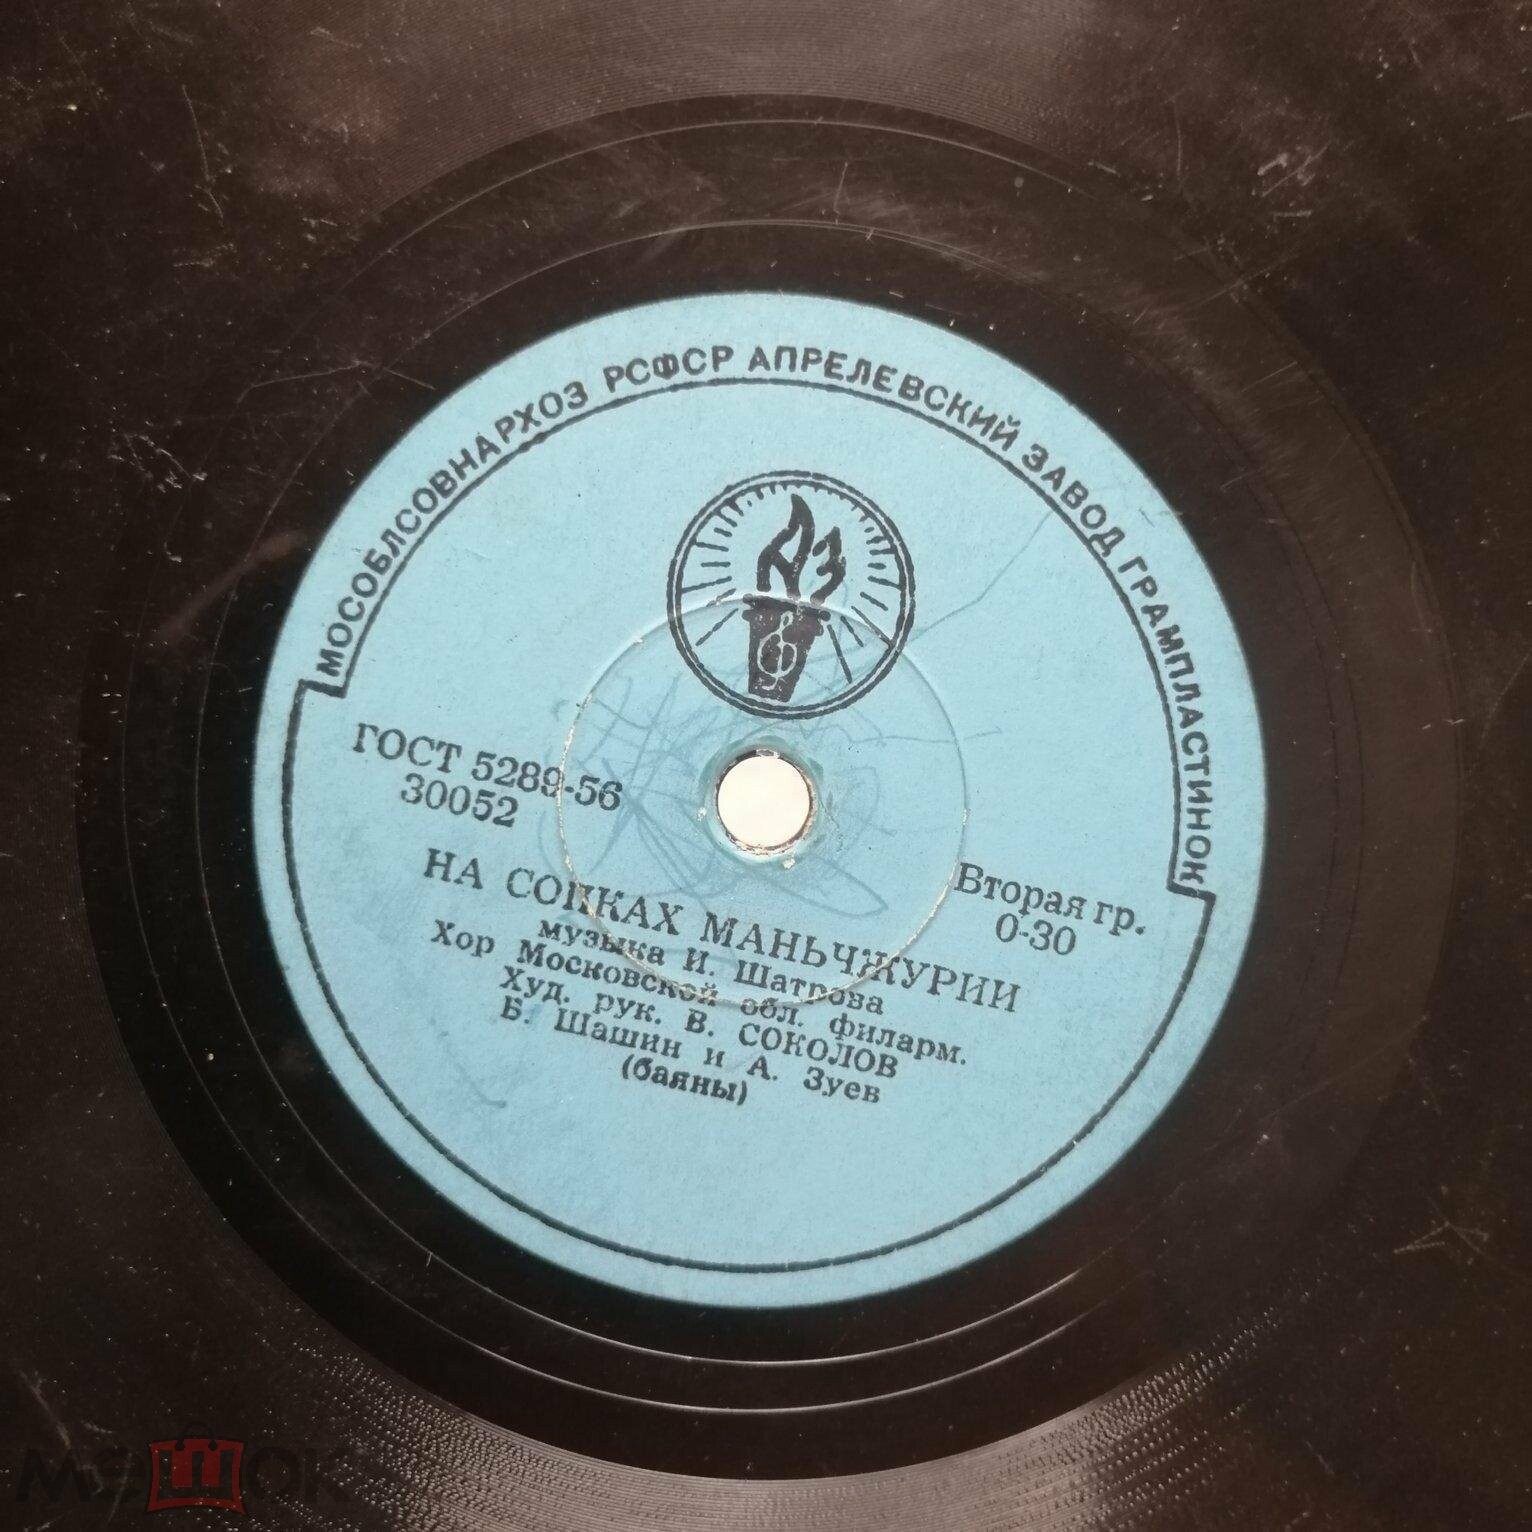 МОСОБЛСОВНАРХОЗ РСФСР АПРЕЛЕВСКИЙ ЗАВОД ГРАМПЛАСТИНОК
АЗ
ГОСТ 5289-56
30052
Вторая гр.
0-30
НА СОПКАХ МАНЬЧЖУРИИ
музыка И. Шатрова
Хор Московской обл. филарм.
Худ. рук. В. СОКОЛОВ
Б. Шашин и А. Зуев
(баяны)
мешок